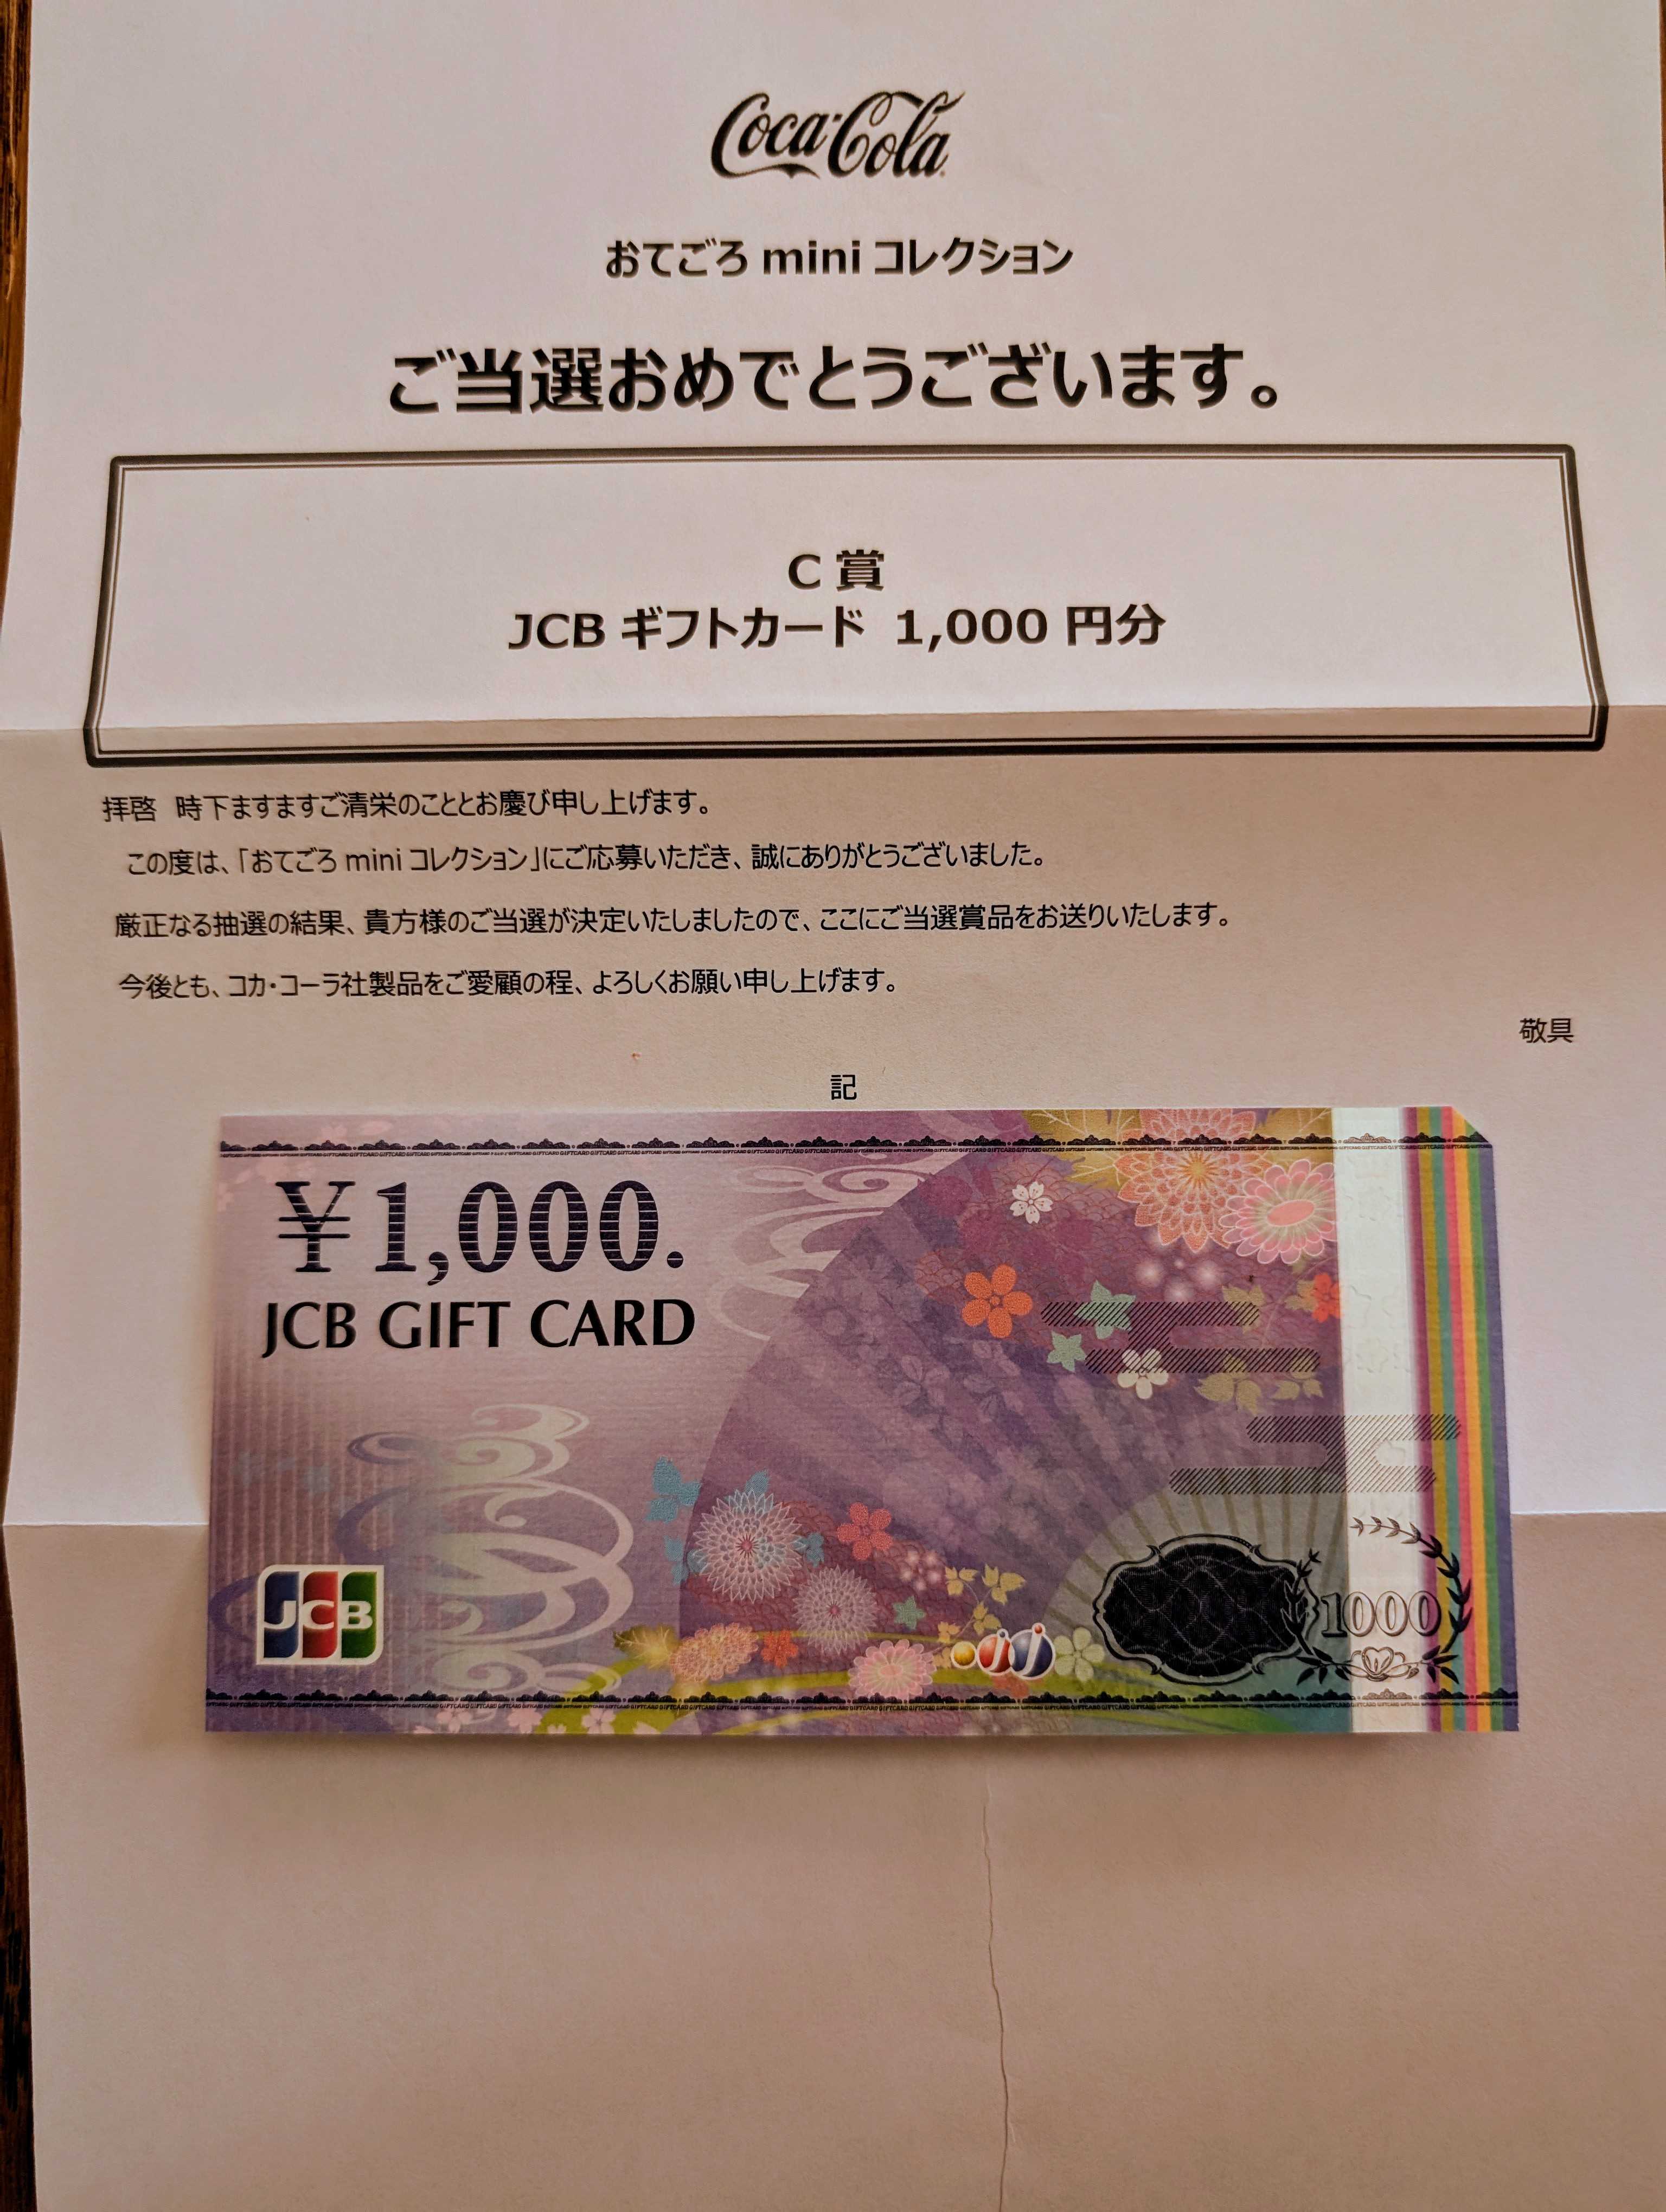 Coca-Cola
おてごろ mini コレクション
ご当選おめでとうございます。
C 賞
JCB ギフトカード 1,000 円分
拝啓 時下ますますご清栄のこととお慶び申し上げます。
この度は、「おてごろ mini コレクション」にご応募いただき、誠にありがとうございました。
厳正なる抽選の結果、貴方様のご当選が決定いたしましたので、ここにご当選賞品をお送りいたします。
今後とも、コカ・コーラ社製品をご愛顧の程、よろしくお願い申し上げます。
敬具
記
¥1,000.
JCB GIFT CARD
JCB
1000